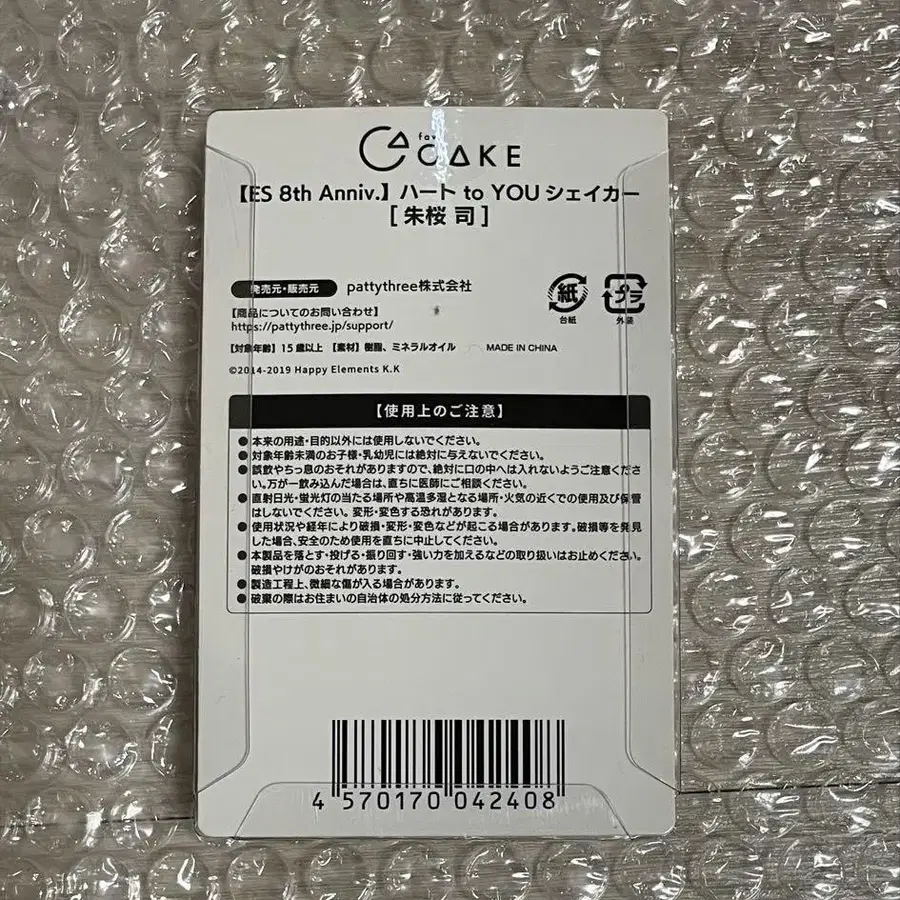 fav
CAKE
【ES 8th Anniv.】ハート to YOU シェイカー
[ 朱桜 司 ]
発売元・販売元 pattythree株式会社
【商品についてのお問い合わせ】
https://pattythree.jp/support/
紙 プラ
台紙 外装
【対象年齢】15歳以上 【素材】樹脂、ミネラルオイル MADE IN CHINA
©2014-2019 Happy Elements K.K
【使用上のご注意】
● 本来の用途・目的以外には使用しないでください。
● 対象年齢未満のお子様・乳幼児には絶対に与えないでください。
● 誤飲やちっ息のおそれがありますので、絶対に口の中へは入れないようご注意くださ
い。万が一飲み込んだ場合は、直ちに医師にご相談ください。
● 直射日光・蛍光灯の当たる場所や高温多湿となる場所・火気の近くでの使用及び保管
はしないでください。変形・変色する恐れがあります。
● 使用状況や経年により破損・変形・変色などが起こる場合があります。破損等を発見
した場合、安全のため使用を直ちに中止してください。
● 本製品を落とす・投げる・振り回す・強い力を加えるなどの取り扱いはお止めください。
破損やけがのおそれがあります。
● 製造工程上、微細な傷が入る場合があります。
● 破棄の際はお住まいの自治体の処分方法に従ってください。
4 570170 042408